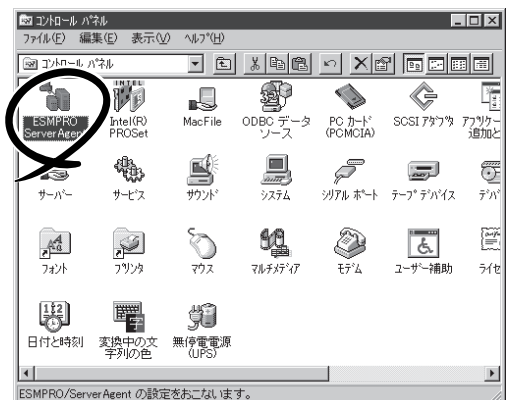 コントロール パネル
ファイル(F) 編集(E) 表示(V) ヘルプ(H)
コントロール パネル
ESMPRO ServerAgent
Intel(R) PROSet
MacFile
ODBC データ ソース
PC カード (PCMCIA)
SCSI アダプタ
アプリケー 追加と
サーバー
サービス
サウンド
システム
シリアル ポート
テープ デバイス
デバ
フォント
プリンタ
マウス
マルチメディア
モデム
ユーザー補助
ライセ
日付と時刻
変換中の文字列の色
無停電電源 (UPS)
ESMPRO/ServerAgent の設定をおこないます。